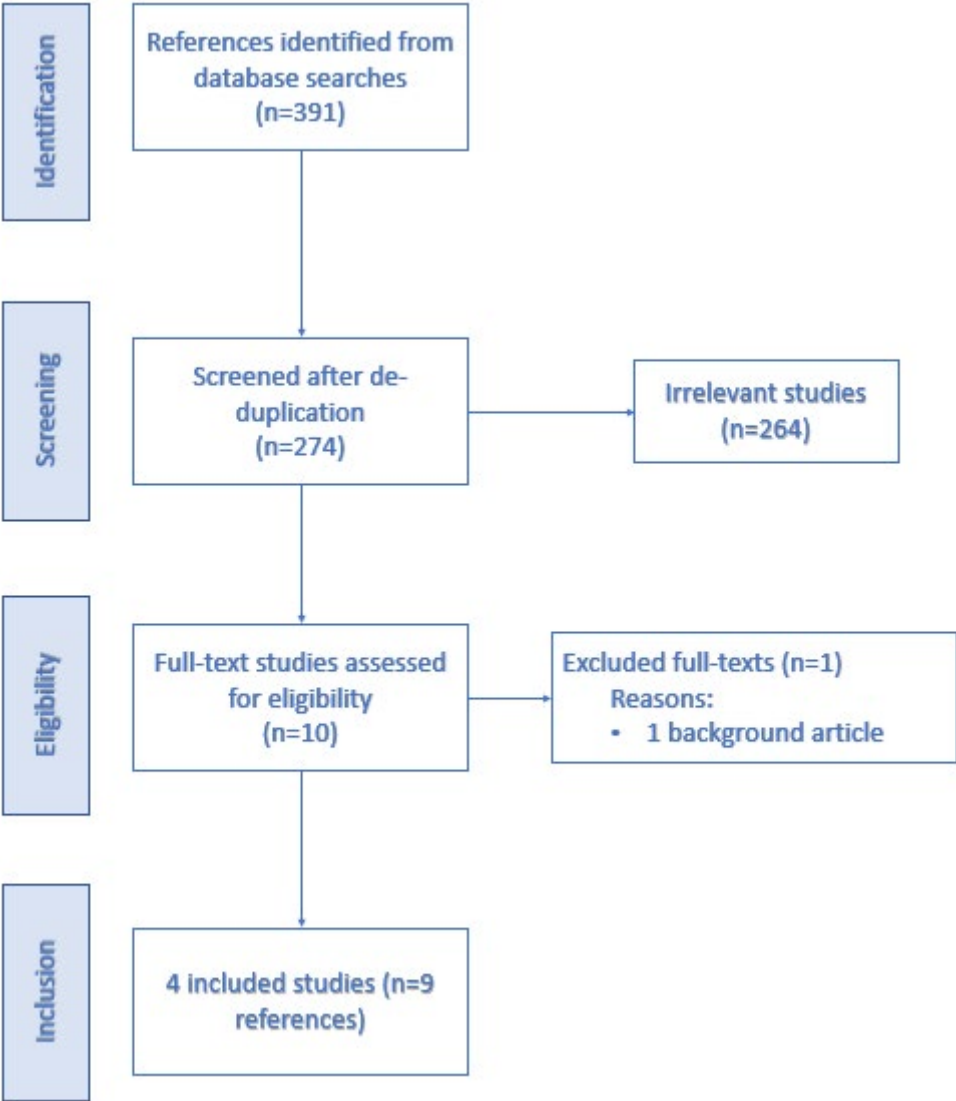 Identification
References identified from
database searches
(n=391)
Screening
Screened after de-
duplication
(n=274)
Irrelevant studies
(n=264)
Eligibility
Full-text studies assessed
for eligibility
(n=10)
Excluded full-texts (n=1)
Reasons:
• 1 background article
Inclusion
4 included studies (n=9
references)